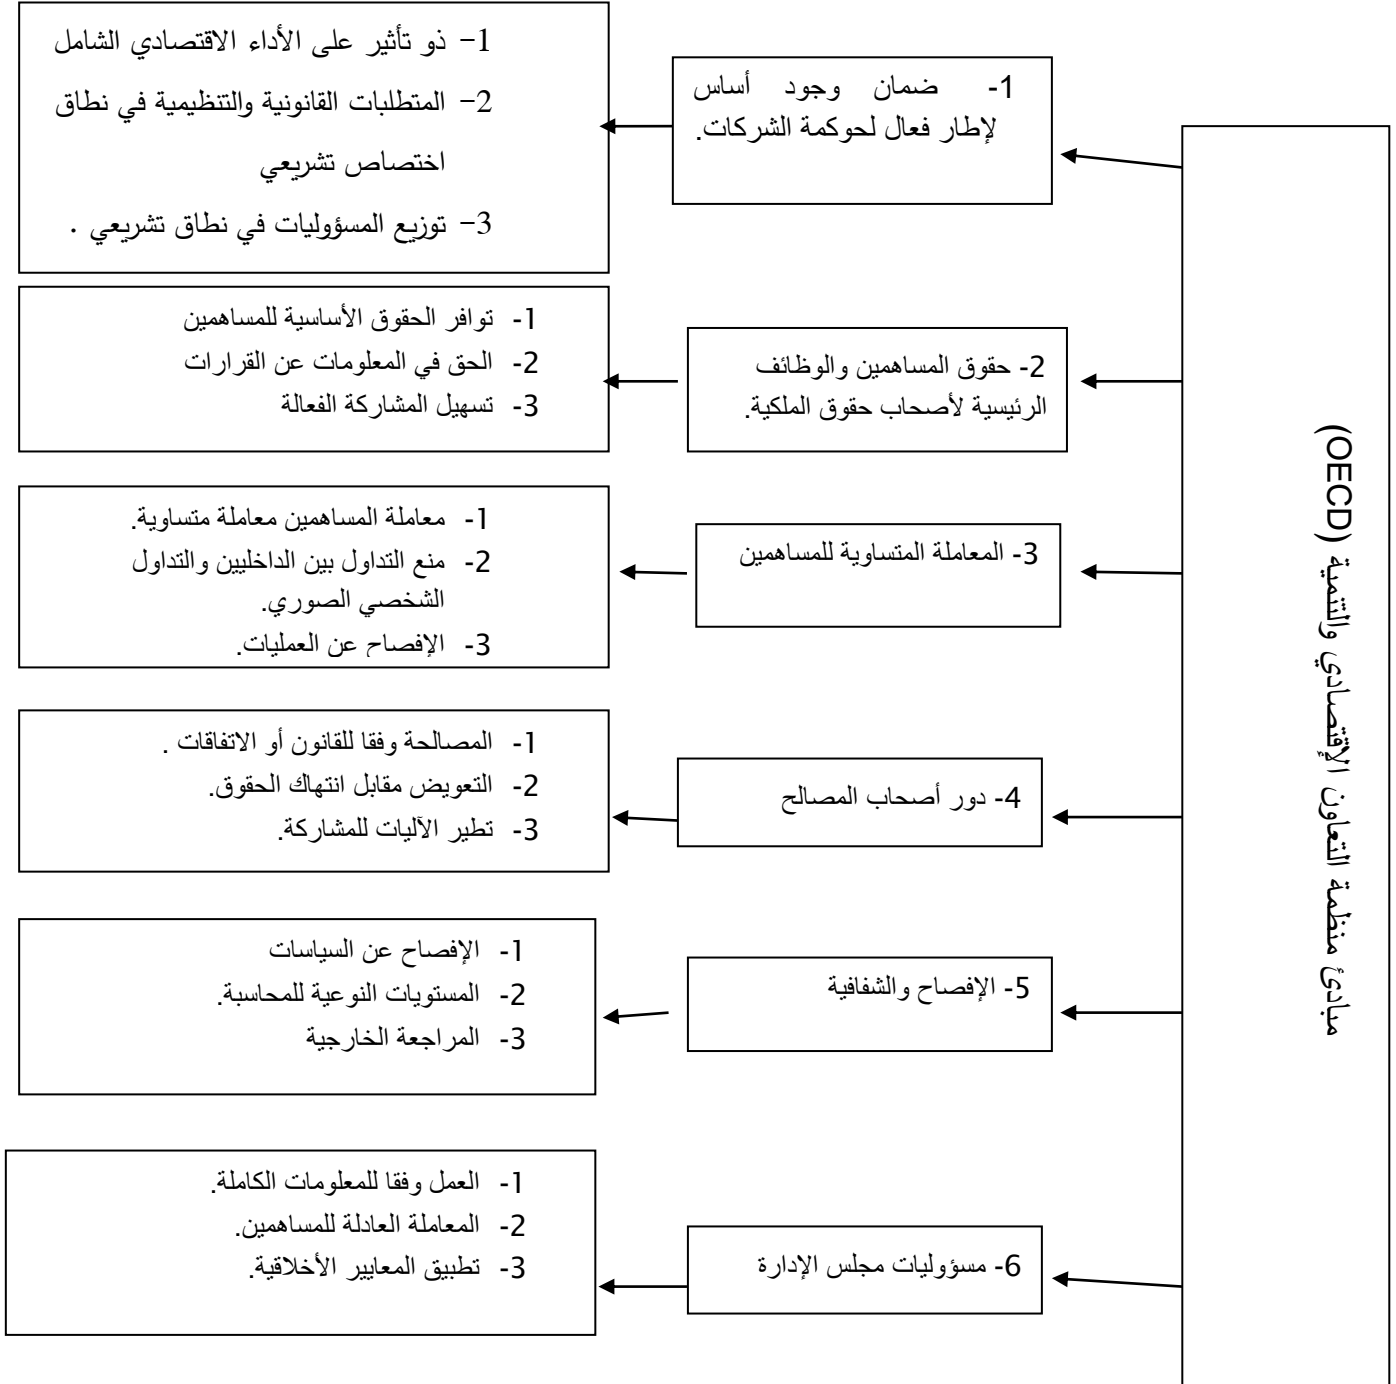 مبادئ منظمة التعاون الإقتصادي والتنمية (OECD)
1- ضمان وجود أساس
لإطار فعال لحوكمة الشركات.
1- ذو تأثير على الأداء الاقتصادي الشامل
2- المتطلبات القانونية والتنظيمية في نطاق
اختصاص تشريعي
3- توزيع المسؤوليات في نطاق تشريعي .
2- حقوق المساهمين والوظائف
الرئيسية لأصحاب حقوق الملكية.
1- توافر الحقوق الأساسية للمساهمين
2- الحق في المعلومات عن القرارات
3- تسهيل المشاركة الفعالة
3- المعاملة المتساوية للمساهمين
1- معاملة المساهمين معاملة متساوية.
2- منع التداول بين الداخليين والتداول
الشخصي الصوري.
3- الإفصاح عن العمليات.
4- دور أصحاب المصالح
1- المصالحة وفقا للقانون أو الاتفاقات .
2- التعويض مقابل انتهاك الحقوق.
3- تطير الآليات للمشاركة.
5- الإفصاح والشفافية
1- الإفصاح عن السياسات
2- المستويات النوعية للمحاسبة.
3- المراجعة الخارجية
6- مسؤوليات مجلس الإدارة
1- العمل وفقا للمعلومات الكاملة.
2- المعاملة العادلة للمساهمين.
3- تطبيق المعايير الأخلاقية.